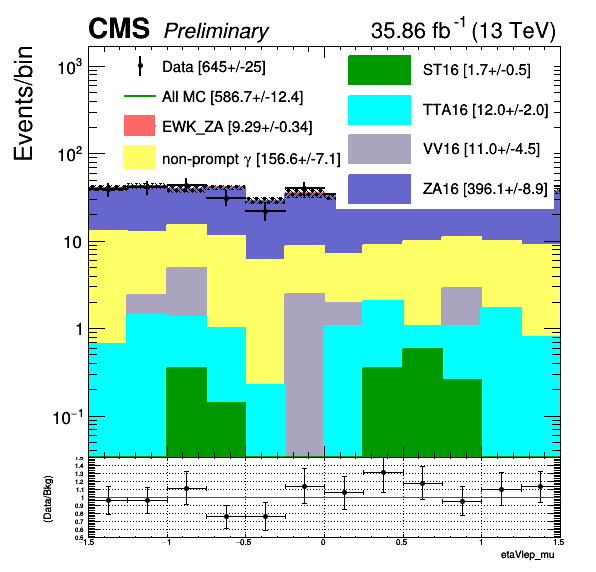 CMS Preliminary 35.86 fb⁻¹ (13 TeV)
Events/bin
10³
10²
10
1
10⁻¹
Data [645+/-25]
All MC [586.7+/-12.4]
EWK_ZA [9.29+/-0.34]
non-prompt γ [156.6+/-7.1]
ST16 [1.7+/-0.5]
TTA16 [12.0+/-2.0]
VV16 [11.0+/-4.5]
ZA16 [396.1+/-8.9]
(Data/Bkg)
1.5
1.4
1.3
1.2
1.1
1
0.9
0.8
0.7
0.6
0.5
-1.5 −1 −0.5 0 0.5 1 1.5
etaVlep_mu